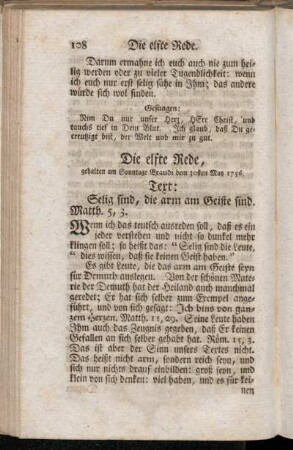 108 Die elfte Rede.
Darum ermahne ich euch auch nie zum hei-
lig werden oder zu vieler Tugendlichkeit: wenn
ich euch nur erst selig sähe in Ihm; das andere
würde sich wol finden.
Gesungen:
Nim Du nur unser Herz, HErr Christ, und
tauchs tief in Dein Blut. Ich glaub, daß Du ge-
creutzigt bist, der Welt und mir zu gut.
Die elfte Rede,
gehalten am Sonntage Exaudi den 30sten May 1756.
Text:
Selig sind, die arm am Geiste sind.
Matth. 5, 3.
Wenn ich das teutsch ausreden soll, daß es ein
jeder verstehen und nicht so dunkel mehr
klingen soll; so heißt das: “Selig sind die Leute,
“ dies wissen, daß sie keinen Geist haben.”
Es gibt Leute, die das arm am Geiste seyn
für Demuth auslegen. Von der schönen Mate-
rie der Demuth hat der Heiland auch manchmal
geredet; Er hat sich selber zum Exempel ange-
führt, und von sich gesagt: Ich bins von gan-
zem Herzen, Matth. 11, 29. Seine Leute haben
Ihm auch das Zeugnis gegeben, daß Er keinen
Gefallen an sich selber gehabt hat. Röm. 15, 3.
Das ist aber der Sinn unsers Textes nicht.
Das heißt nicht arm, sondern reich seyn, und
sich nur nichts drauf einbilden: groß seyn, und
klein von sich denken: viel haben, und es für kei-
nen